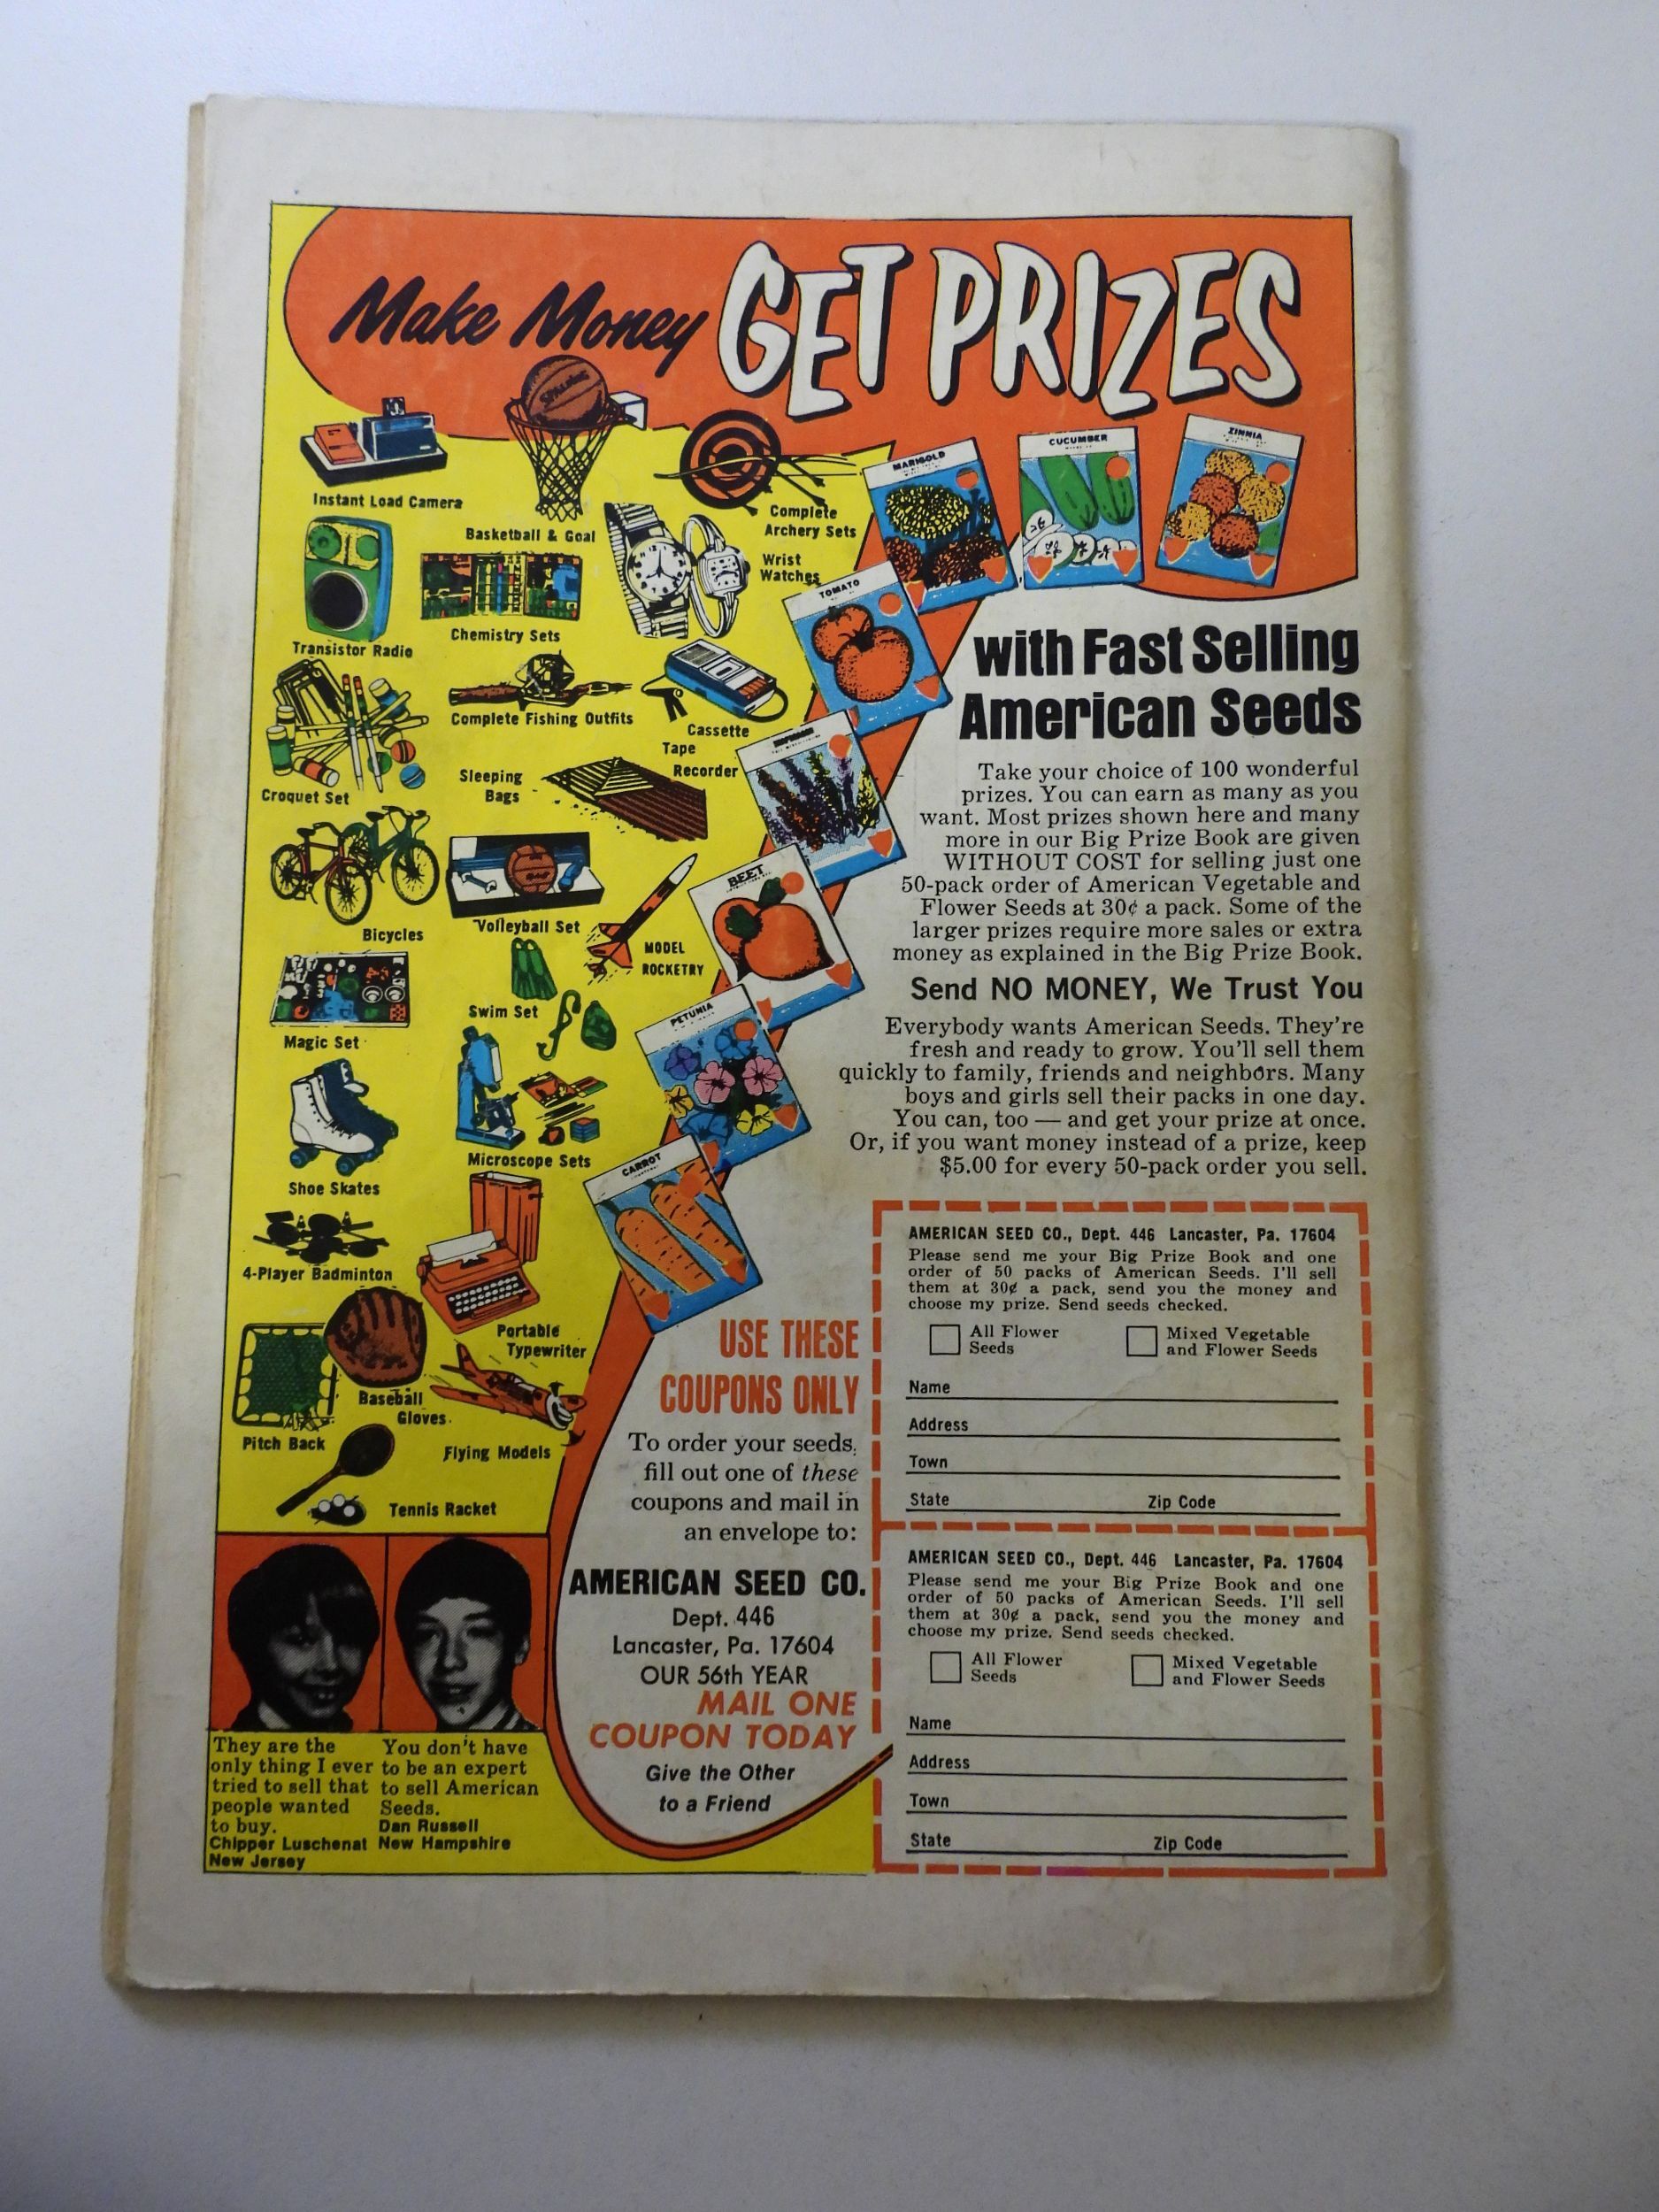 Make Money GET PRIZES
SPALDING
Instant Load Camera
Basketball & Goal
Complete
Archery Sets
Wrist
Watches
Transistor Radio
Chemistry Sets
Complete Fishing Outfits
Cassette
Tape
Recorder
Croquet Set
Sleeping
Bags
Bicycles
Volleyball Set
MODEL
ROCKETRY
Magic Set
Swim Set
Shoe Skates
Microscope Sets
4-Player Badminton
Portable
Typewriter
Baseball
Gloves
Pitch Back
Flying Models
Tennis Racket
MARIGOLD
CUCUMBER
ZINNIA
TOMATO
BEET
PETUNIA
CARROT
with Fast Selling
American Seeds
Take your choice of 100 wonderful
prizes. You can earn as many as you
want. Most prizes shown here and many
more in our Big Prize Book are given
WITHOUT COST for selling just one
50-pack order of American Vegetable and
Flower Seeds at 30¢ a pack. Some of the
larger prizes require more sales or extra
money as explained in the Big Prize Book.
Send NO MONEY, We Trust You
Everybody wants American Seeds. They're
fresh and ready to grow. You'll sell them
quickly to family, friends and neighbors. Many
boys and girls sell their packs in one day.
You can, too — and get your prize at once.
Or, if you want money instead of a prize, keep
$5.00 for every 50-pack order you sell.
USE THESE
COUPONS ONLY
To order your seeds,
fill out one of these
coupons and mail in
an envelope to:
AMERICAN SEED CO.
Dept. 446
Lancaster, Pa. 17604
OUR 56th YEAR
MAIL ONE
COUPON TODAY
Give the Other
to a Friend
AMERICAN SEED CO., Dept. 446 Lancaster, Pa. 17604
Please send me your Big Prize Book and one
order of 50 packs of American Seeds. I'll sell
them at 30¢ a pack, send you the money and
choose my prize. Send seeds checked.
All Flower
Seeds
Mixed Vegetable
and Flower Seeds
Name
Address
Town
State Zip Code
AMERICAN SEED CO., Dept. 446 Lancaster, Pa. 17604
Please send me your Big Prize Book and one
order of 50 packs of American Seeds. I'll sell
them at 30¢ a pack, send you the money and
choose my prize. Send seeds checked.
All Flower
Seeds
Mixed Vegetable
and Flower Seeds
Name
Address
Town
State Zip Code
They are the
only thing I ever
tried to sell that
people wanted
to buy.
Chipper Luschenat
New Jersey
You don't have
to be an expert
to sell American
Seeds.
Dan Russell
New Hampshire